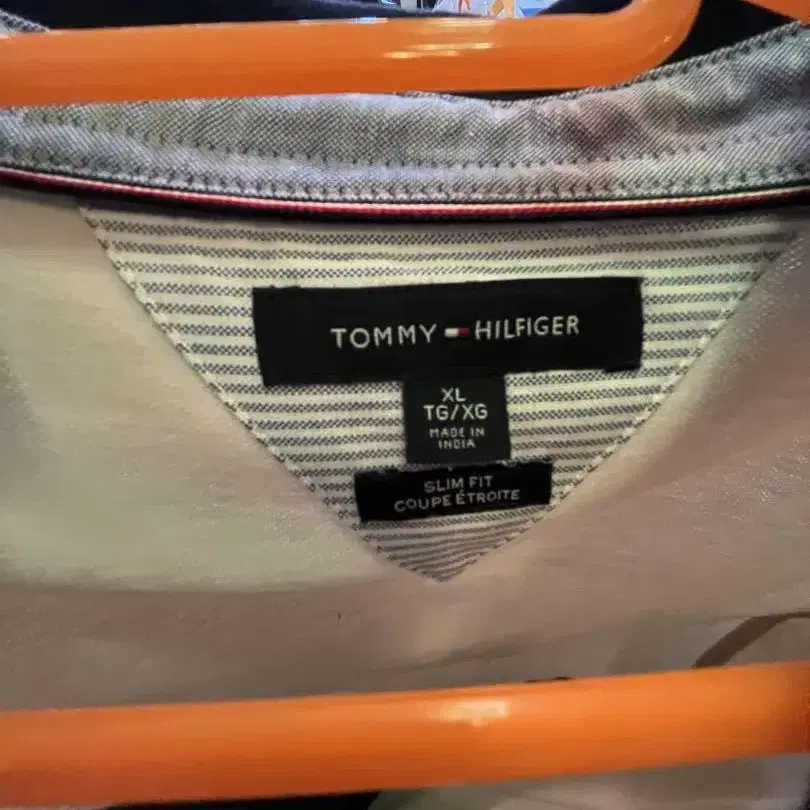 TOMMY HILFIGER
XL
TG/XG
MADE IN
INDIA
SLIM FIT
COUPE ÉTROITE